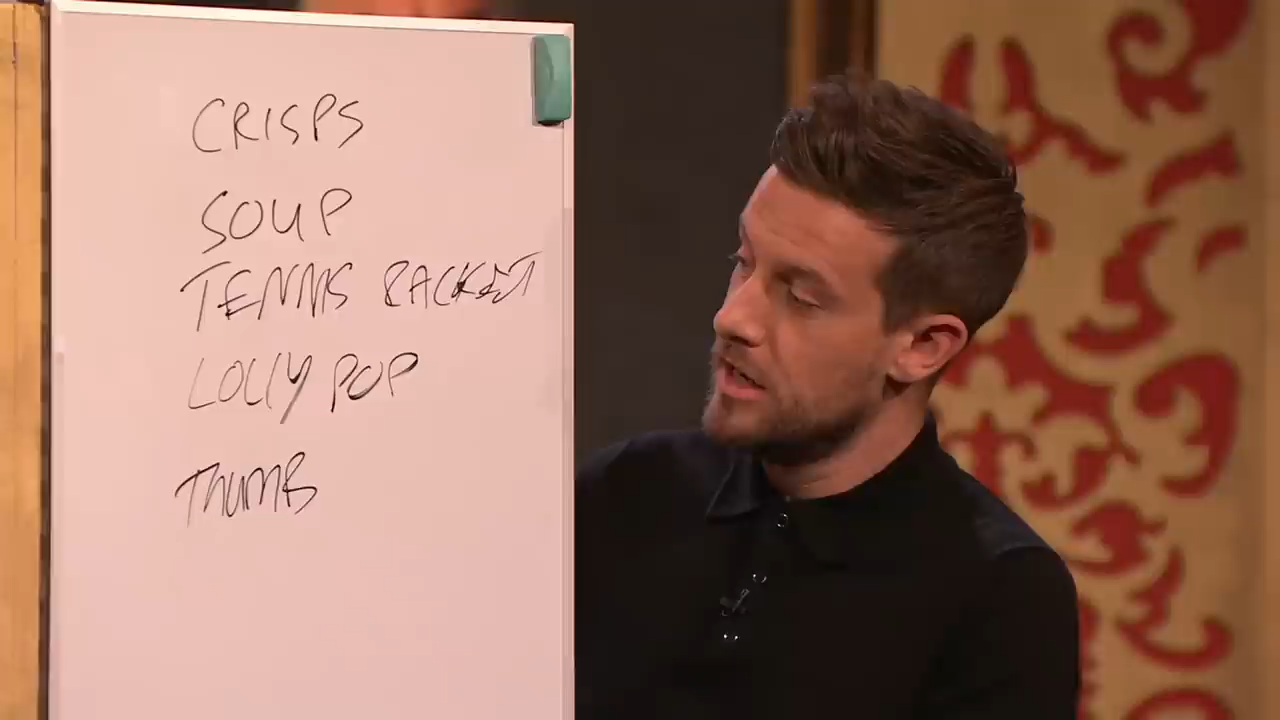 CRISPS
SOUP
TENNIS RACKET
LOLLY POP
THUMB